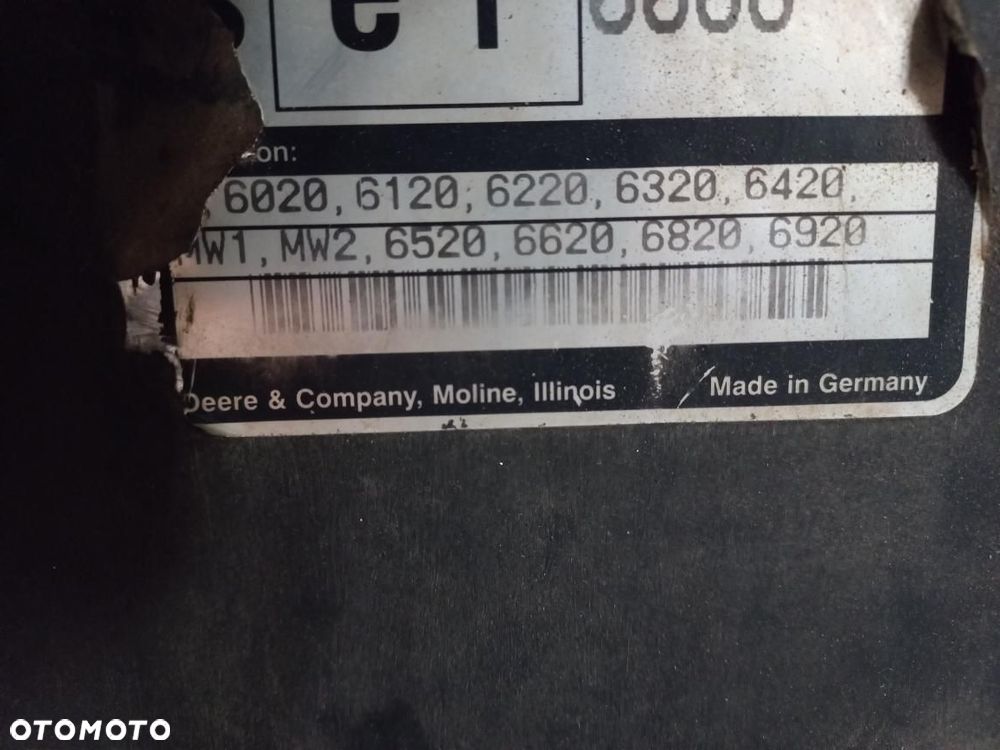 on:
6020, 6120, 6220, 6320, 6420,
MW1, MW2, 6520, 6620, 6820, 6920
Deere & Company, Moline, Illinois Made in Germany
OTOMOTO